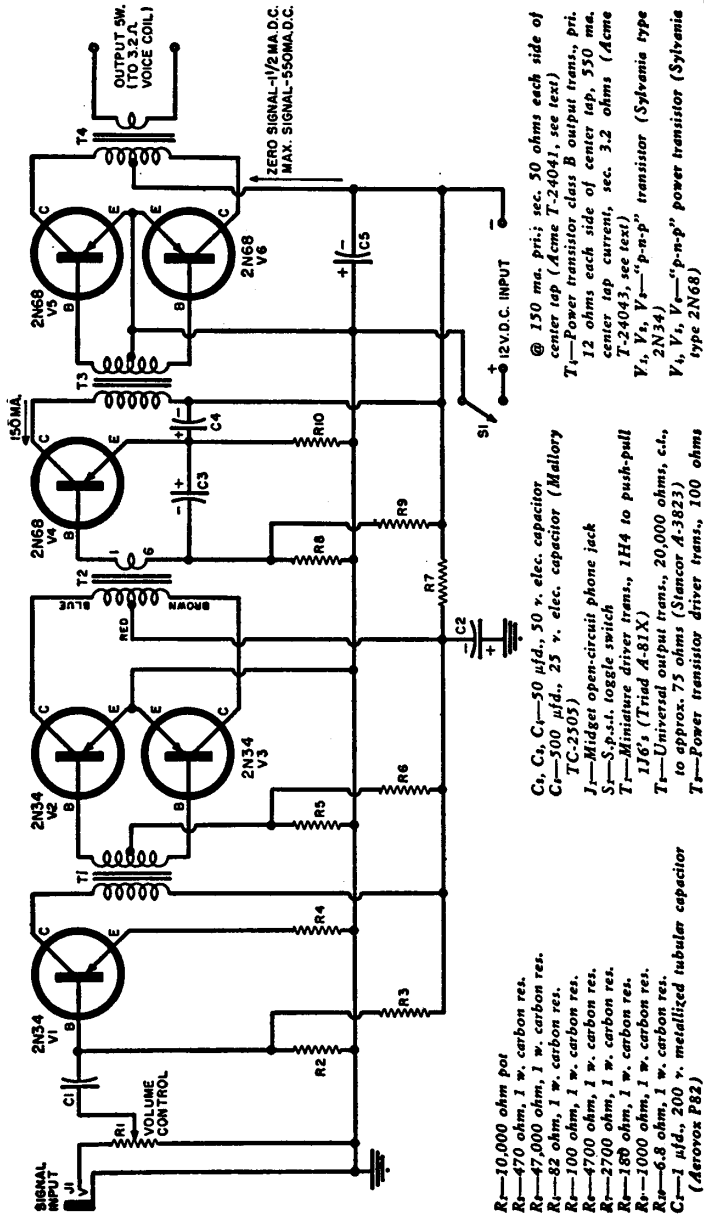 SIGNAL
INPUT
J1
R1
VOLUME
CONTROL
C1
2N34
V1
B
C
E
R2
R3
R4
T1
2N34
V2
B
C
E
B
E
C
2N34
V3
R5
R6
BLUE
RED
BROWN
T2
1
6
2N68
V4
B
C
E
150MA.
C3
C4
R8
R9
R10
R7
C2
T3
2N68
V5
B
C
E
B
E
C
2N68
V6
C5
S1
12V.D.C. INPUT
T4
OUTPUT 5W.
(TO 3.2Ω
VOICE COIL)
ZERO SIGNAL-1½ MA.D.C.
MAX. SIGNAL-550MA.D.C.
R₁—10,000 ohm pot
R₂—470 ohm, 1 w. carbon res.
R₃—47,000 ohm, 1 w. carbon res.
R₄—82 ohm, 1 w. carbon res.
R₅—100 ohm, 1 w. carbon res.
R₆—4700 ohm, 1 w. carbon res.
R₇—2700 ohm, 1 w. carbon res.
R₈—180 ohm, 1 w. carbon res.
R₉—1000 ohm, 1 w. carbon res.
R₁₀—6.8 ohm, 1 w. carbon res.
C₁—1 μfd., 200 v. metallized tubular capacitor
(Aerovox P82)
C₂, C₃, C₄—50 μfd., 50 v. elec. capacitor
C₅—500 μfd., 25 v. elec. capacitor (Mallory
TC-2505)
J₁—Midget open-circuit phone jack
S₁—S.p.s.t. toggle switch
T₁—Miniature driver trans., 1H4 to push-pull
1J6's (Triad A-81X)
T₂—Universal output trans., 20,000 ohms, c.t.,
to approx. 75 ohms (Stancor A-3823)
T₃—Power transistor driver trans., 100 ohms
@ 150 ma. pri.; sec. 50 ohms each side of
center tap (Acme T-24041, see text)
T₄—Power transistor class B output trans., pri.
12 ohms each side of center tap, 550 ma.
center tap current, sec. 3.2 ohms (Acme
T-24043, see text)
V₁, V₂, V₃—"p-n-p" transistor (Sylvania type
2N34)
V₄, V₅, V₆—"p-n-p" power transistor (Sylvania
type 2N68)